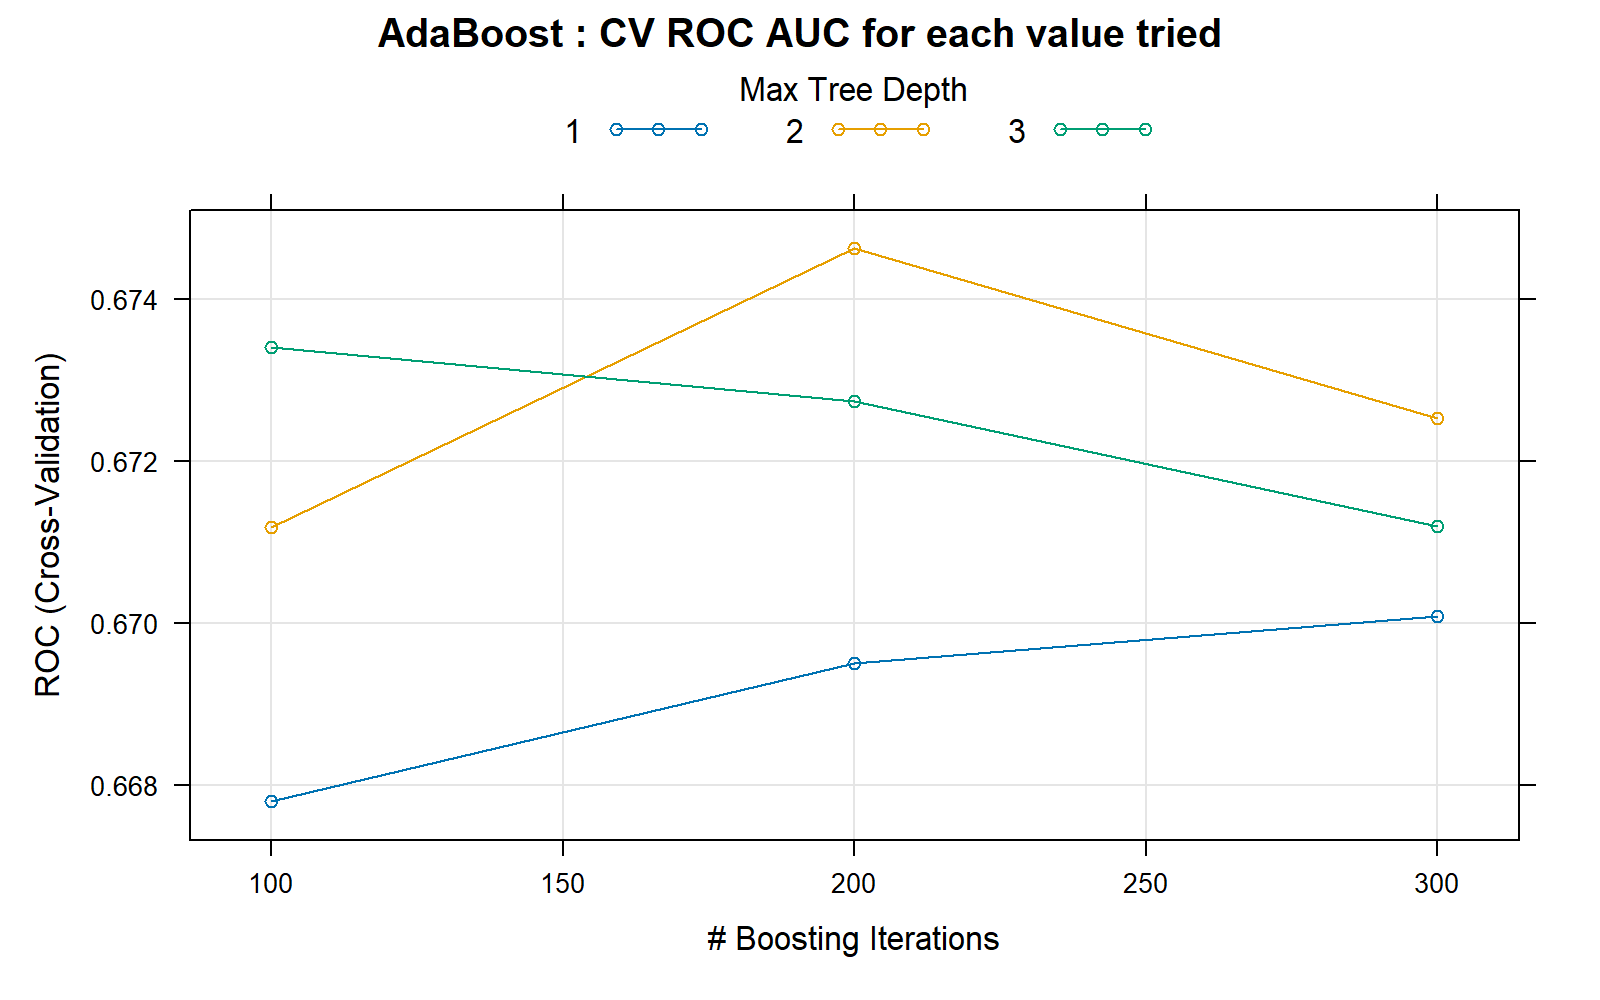 AdaBoost : CV ROC AUC for each value tried
Max Tree Depth
1 2 3
ROC (Cross-Validation)
0.674
0.672
0.670
0.668
100 150 200 250 300
# Boosting Iterations